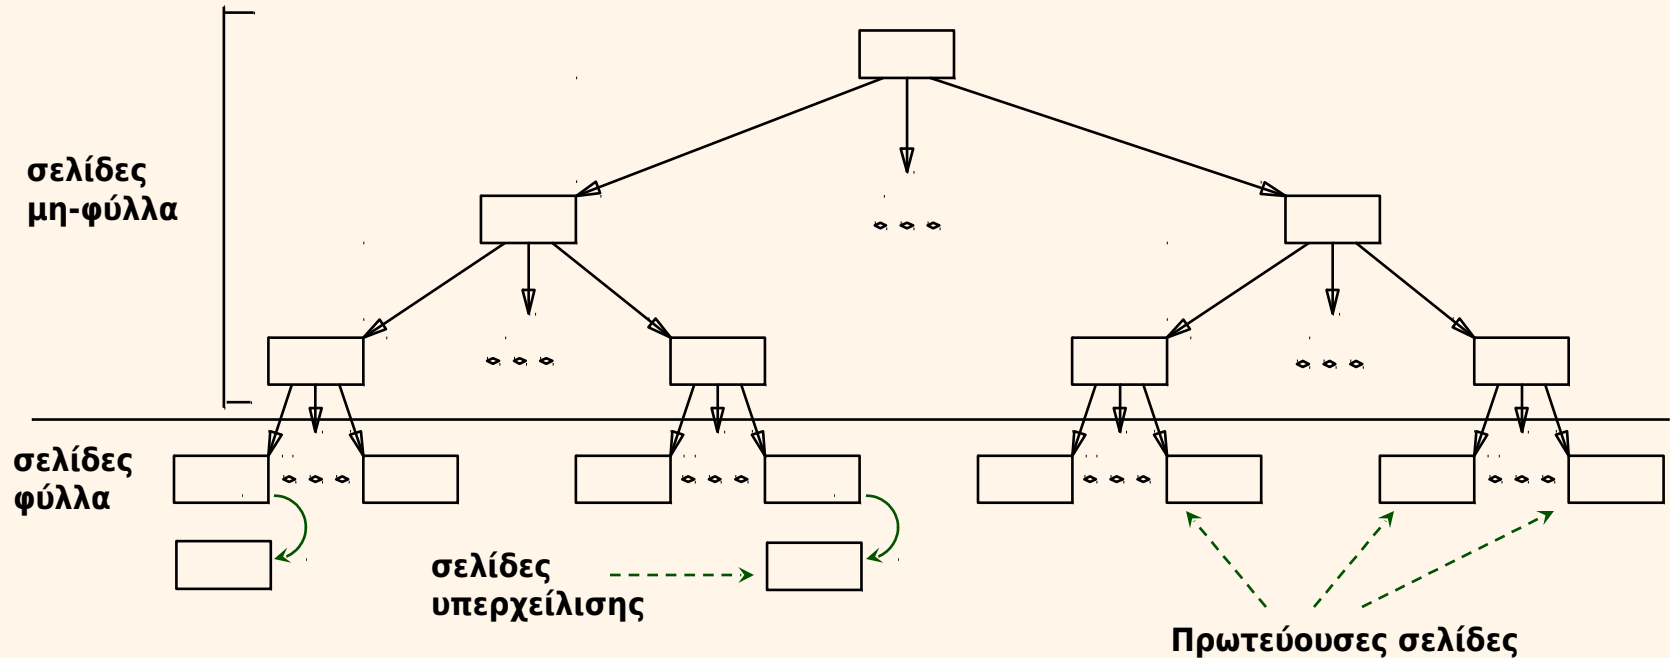 σελίδες
μη-φύλλα
σελίδες
φύλλα
σελίδες
υπερχείλισης
Πρωτεύουσες σελίδες